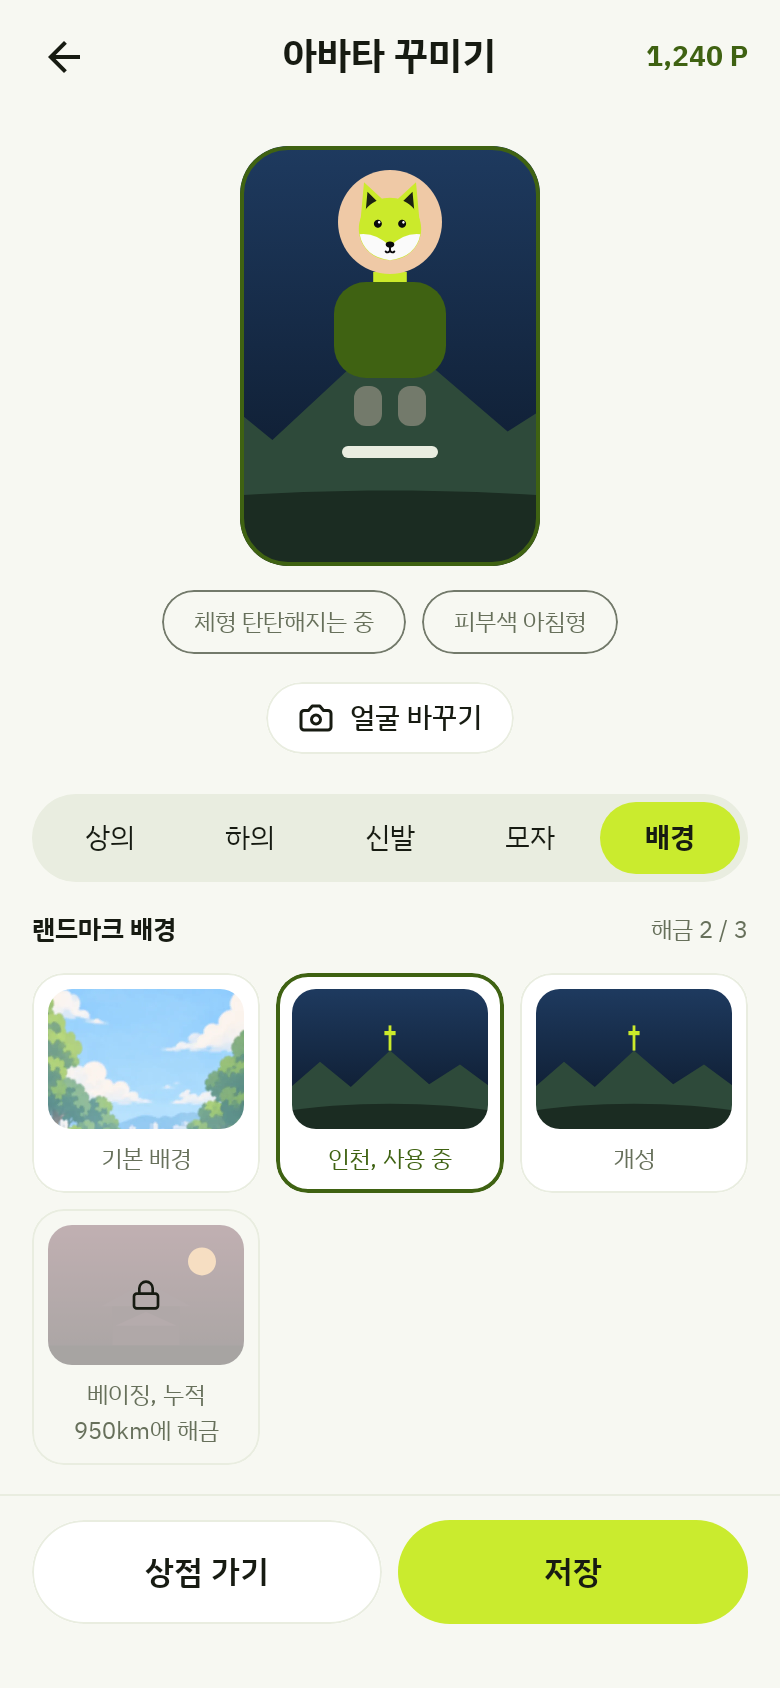 아바타 꾸미기
1,240 P
체형 탄탄해지는 중
피부색 아침형
얼굴 바꾸기
상의
하의
신발
모자
배경
랜드마크 배경
해금 2 / 3
기본 배경
인천, 사용 중
개성
베이징, 누적
950km에 해금
상점 가기
저장